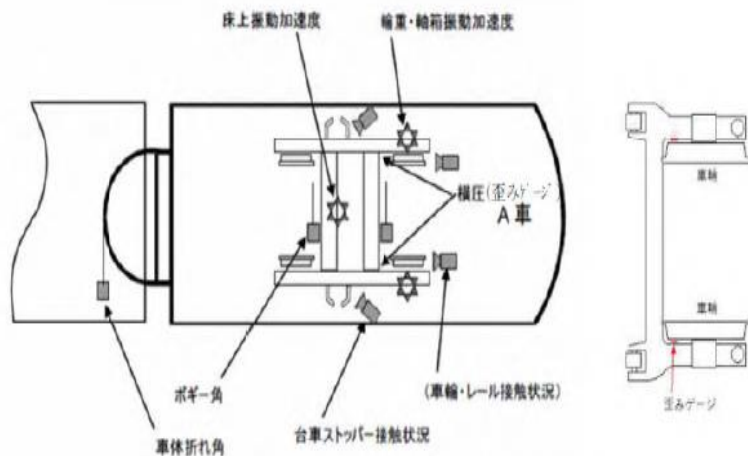 床上振動加速度
輪重・軸箱振動加速度
横圧(歪みゲージ)
A車
ボギー角
(車輪・レール接触状況)
台車ストッパー接触状況
車体折れ角
車輪
車輪
歪みゲージ